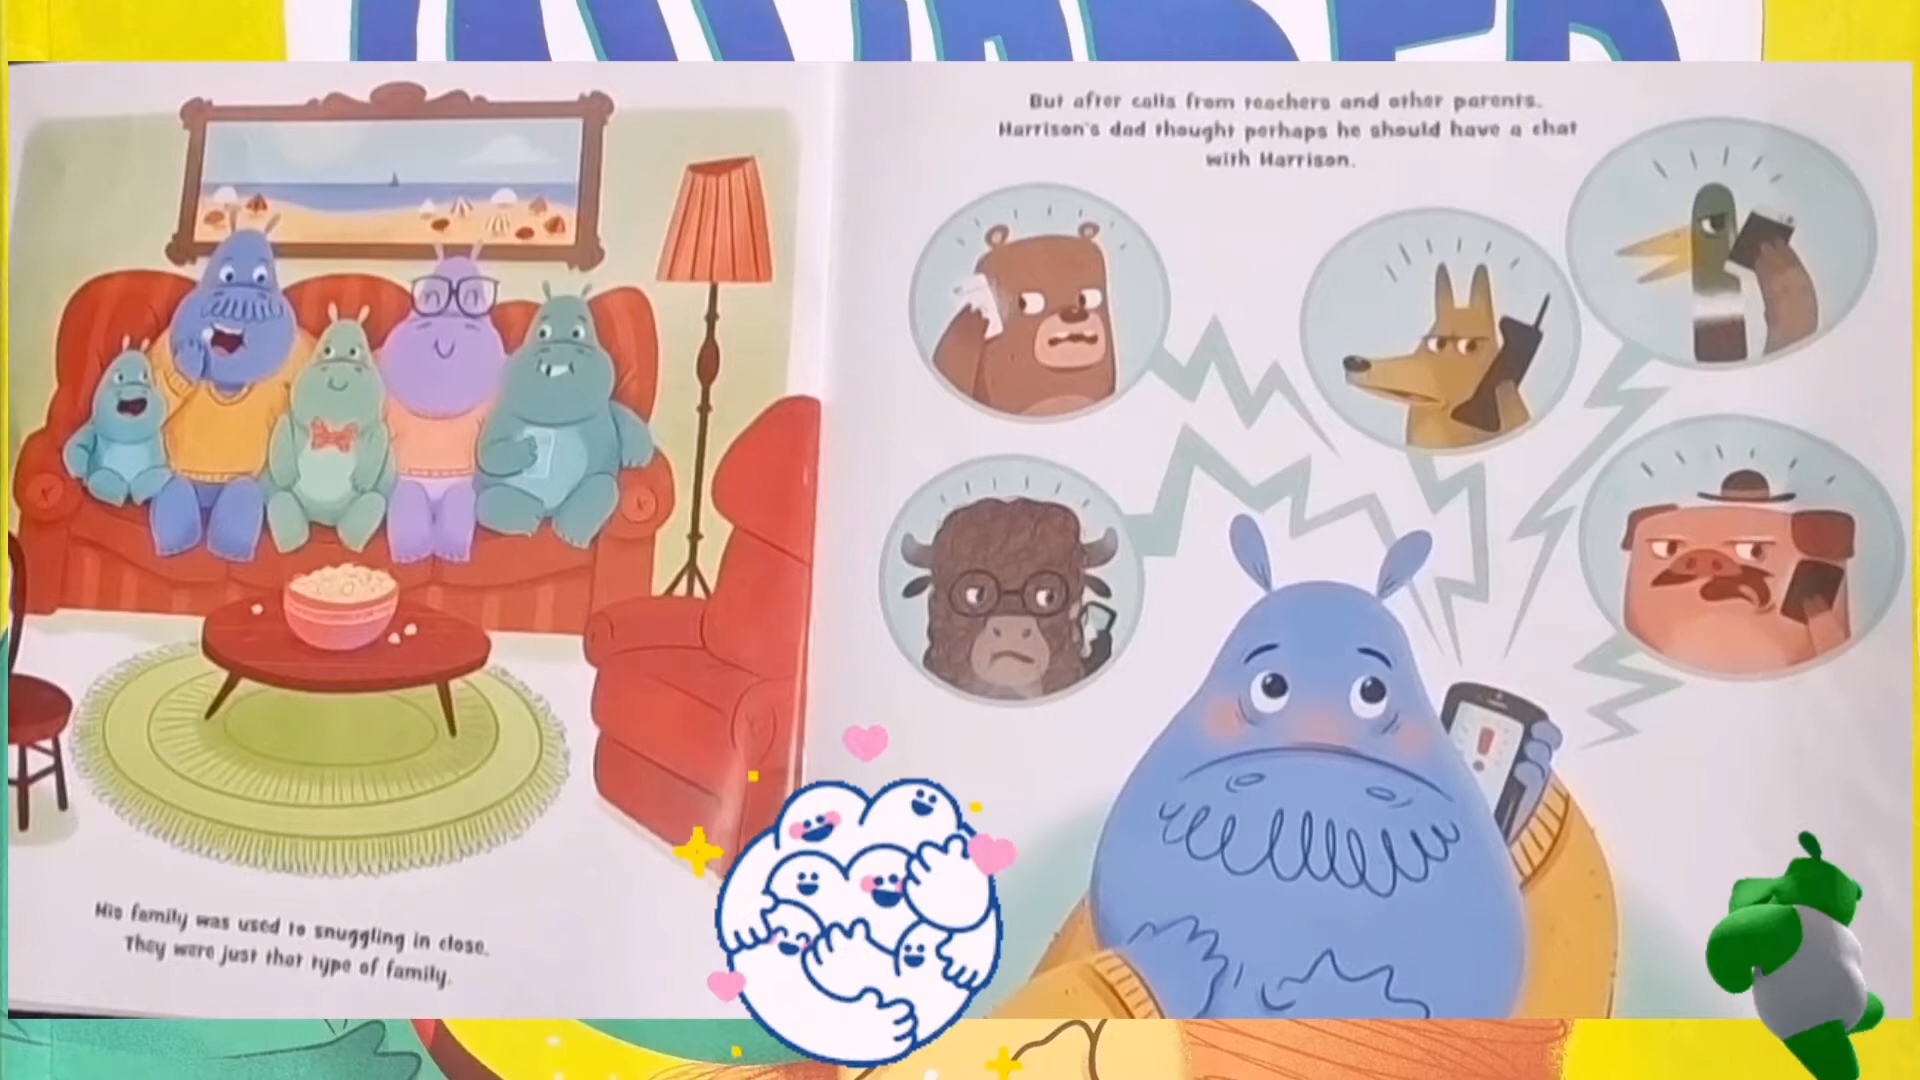 His family was used to snuggling in close.
They were just that type of family.
But after calls from teachers and other parents,
Harrison's dad thought perhaps he should have a chat
with Harrison.